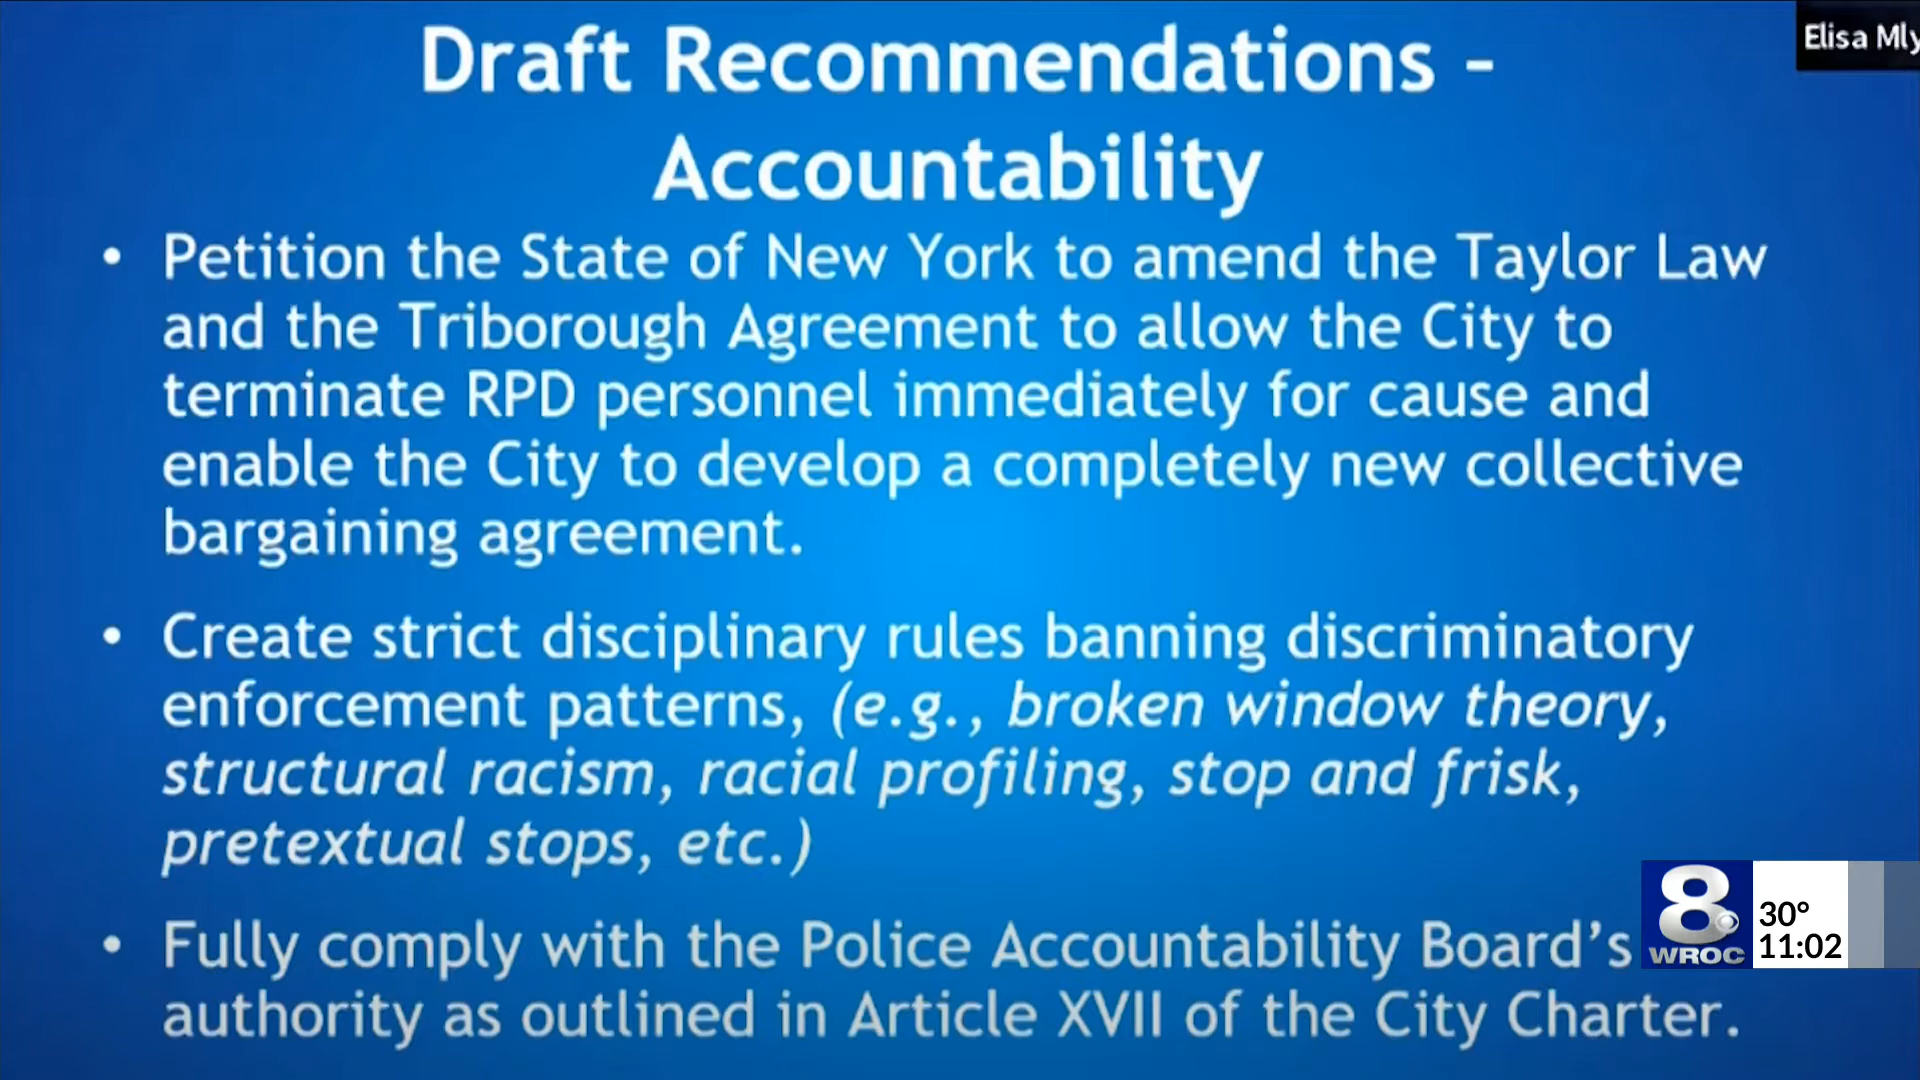 Draft Recommendations -
Accountability
Elisa Mly
• Petition the State of New York to amend the Taylor Law
and the Triborough Agreement to allow the City to
terminate RPD personnel immediately for cause and
enable the City to develop a completely new collective
bargaining agreement.
• Create strict disciplinary rules banning discriminatory
enforcement patterns, (e.g., broken window theory,
structural racism, racial profiling, stop and frisk,
pretextual stops, etc.)
• Fully comply with the Police Accountability Board’s
authority as outlined in Article XVII of the City Charter.
8
WROC
30°
11:02